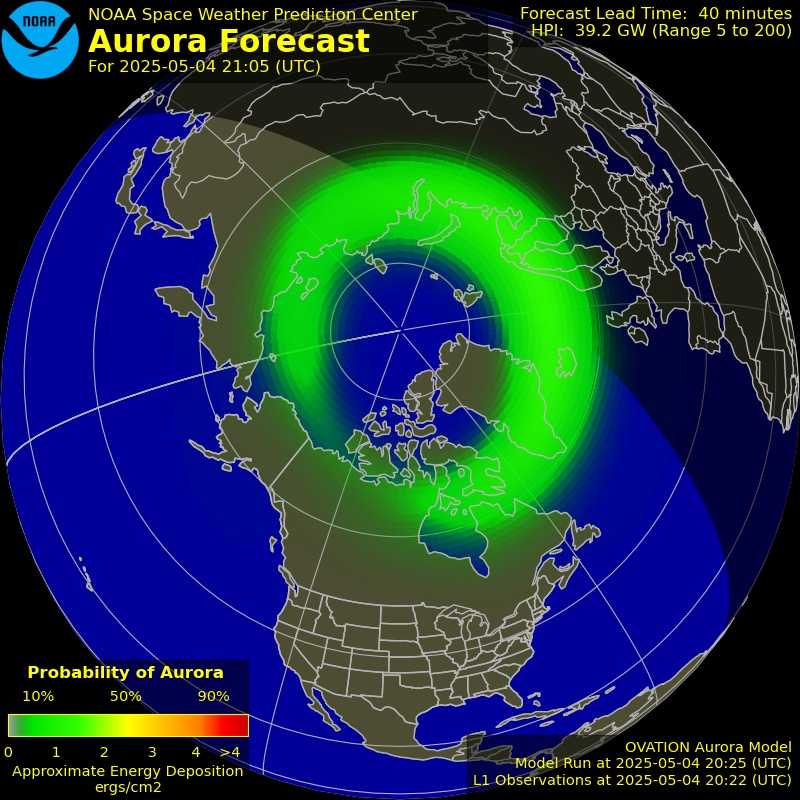 NOAA
NOAA Space Weather Prediction Center
Aurora Forecast
For 2025-05-04 21:05 (UTC)
Forecast Lead Time: 40 minutes
HPI: 39.2 GW (Range 5 to 200)
Probability of Aurora
10% 50% 90%
0 1 2 3 4 >4
Approximate Energy Deposition
ergs/cm2
OVATION Aurora Model
Model Run at 2025-05-04 20:25 (UTC)
L1 Observations at 2025-05-04 20:22 (UTC)